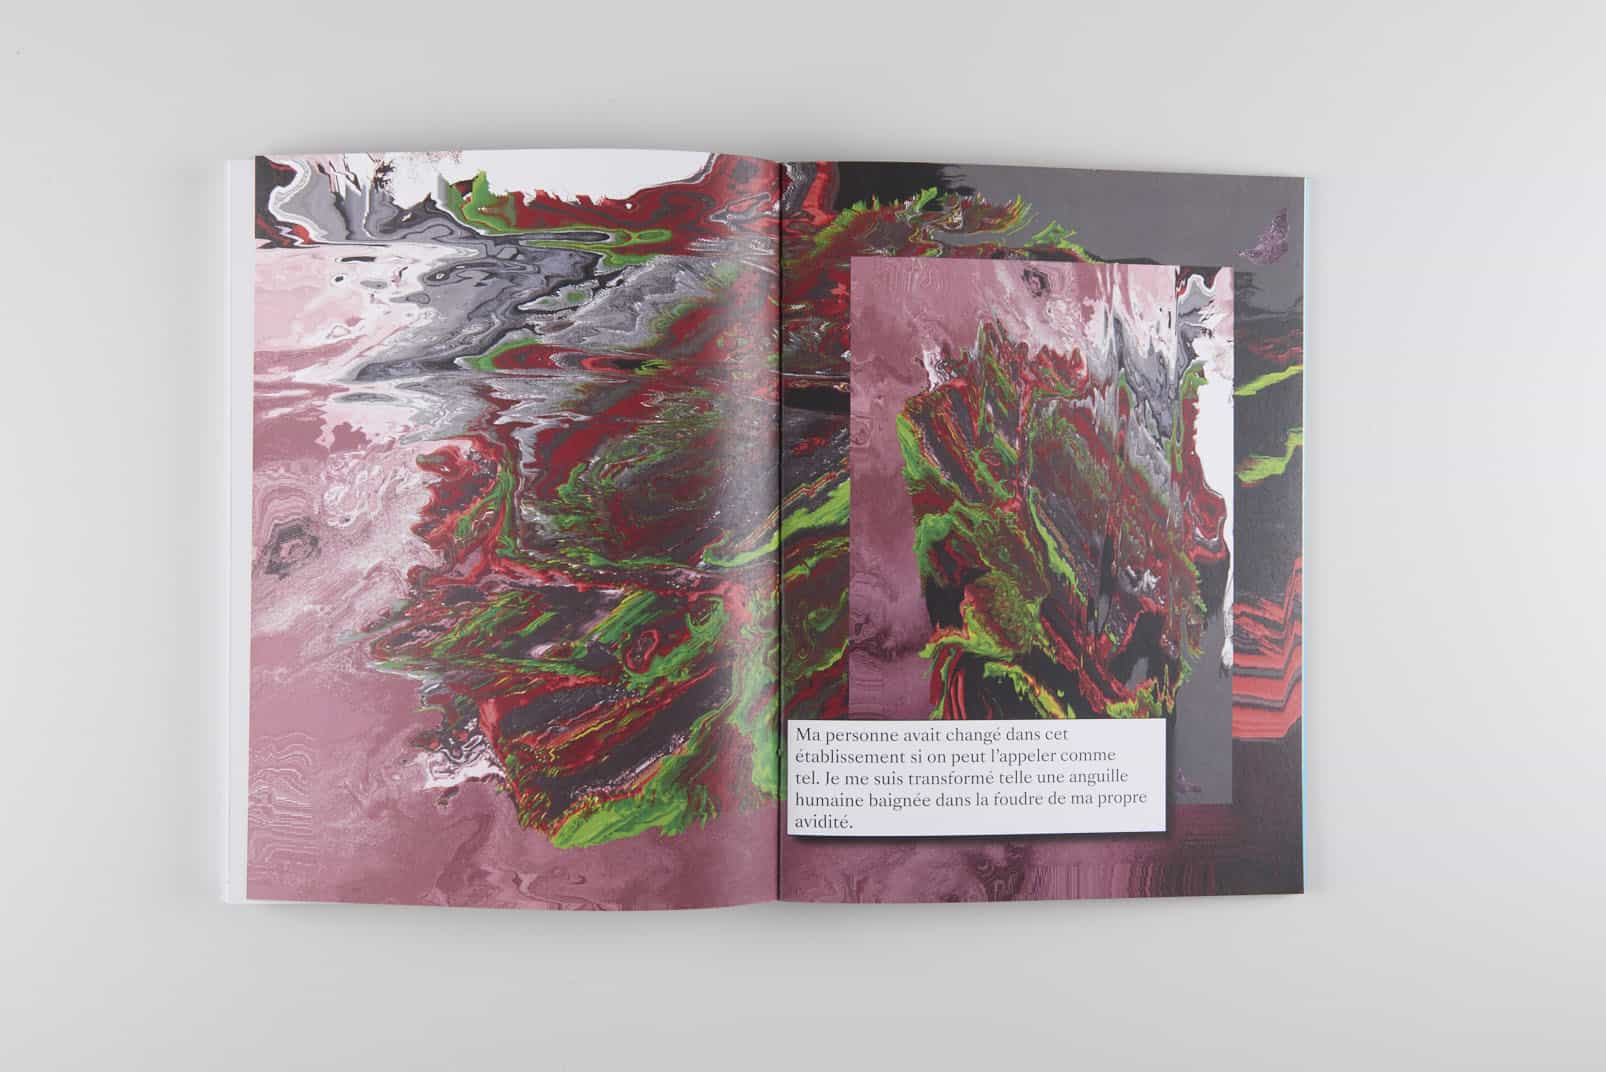 Ma personne avait changé dans cet
établissement si on peut l'appeler comme
tel. Je me suis transformé telle une anguille
humaine baignée dans la foudre de ma propre
avidité.